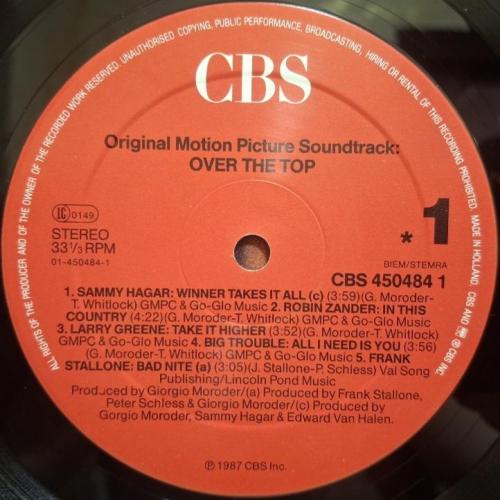 ALL RIGHTS OF THE PRODUCER AND OF THE OWNER OF THE RECORDED WORK RESERVED. UNAUTHORISED COPYING, PUBLIC PERFORMANCE, BROADCASTING, HIRING OR RENTAL OF THIS RECORDING PROHIBITED. MADE IN HOLLAND. CBS AND ℗ CBS INC.
CBS
Original Motion Picture Soundtrack:
OVER THE TOP
LC 0149
STEREO
33⅓ RPM
01-450484-1
* 1
BIEM/STEMRA
CBS 450484 1
1. SAMMY HAGAR: WINNER TAKES IT ALL (c) (3:59)(G. Moroder-
T. Whitlock) GMPC & Go-Glo Music 2. ROBIN ZANDER: IN THIS
COUNTRY (4:22)(G. Moroder-T. Whitlock) GMPC & Go-Glo Music
3. LARRY GREENE: TAKE IT HIGHER (3:52)(G. Moroder-T. Whitlock)
GMPC & Go-Glo Music 4. BIG TROUBLE: ALL I NEED IS YOU (3:56)
(G. Moroder-T. Whitlock) GMPC & Go-Glo Music 5. FRANK
STALLONE: BAD NITE (a) (3:05)(J. Stallone-P. Schless) Val Song
Publishing/Lincoln Pond Music
Produced by Giorgio Moroder/(a) Produced by Frank Stallone,
Peter Schless & Giorgio Moroder/(c) Produced by
Gorgio Moroder, Sammy Hagar & Edward Van Halen.
℗ 1987 CBS Inc.